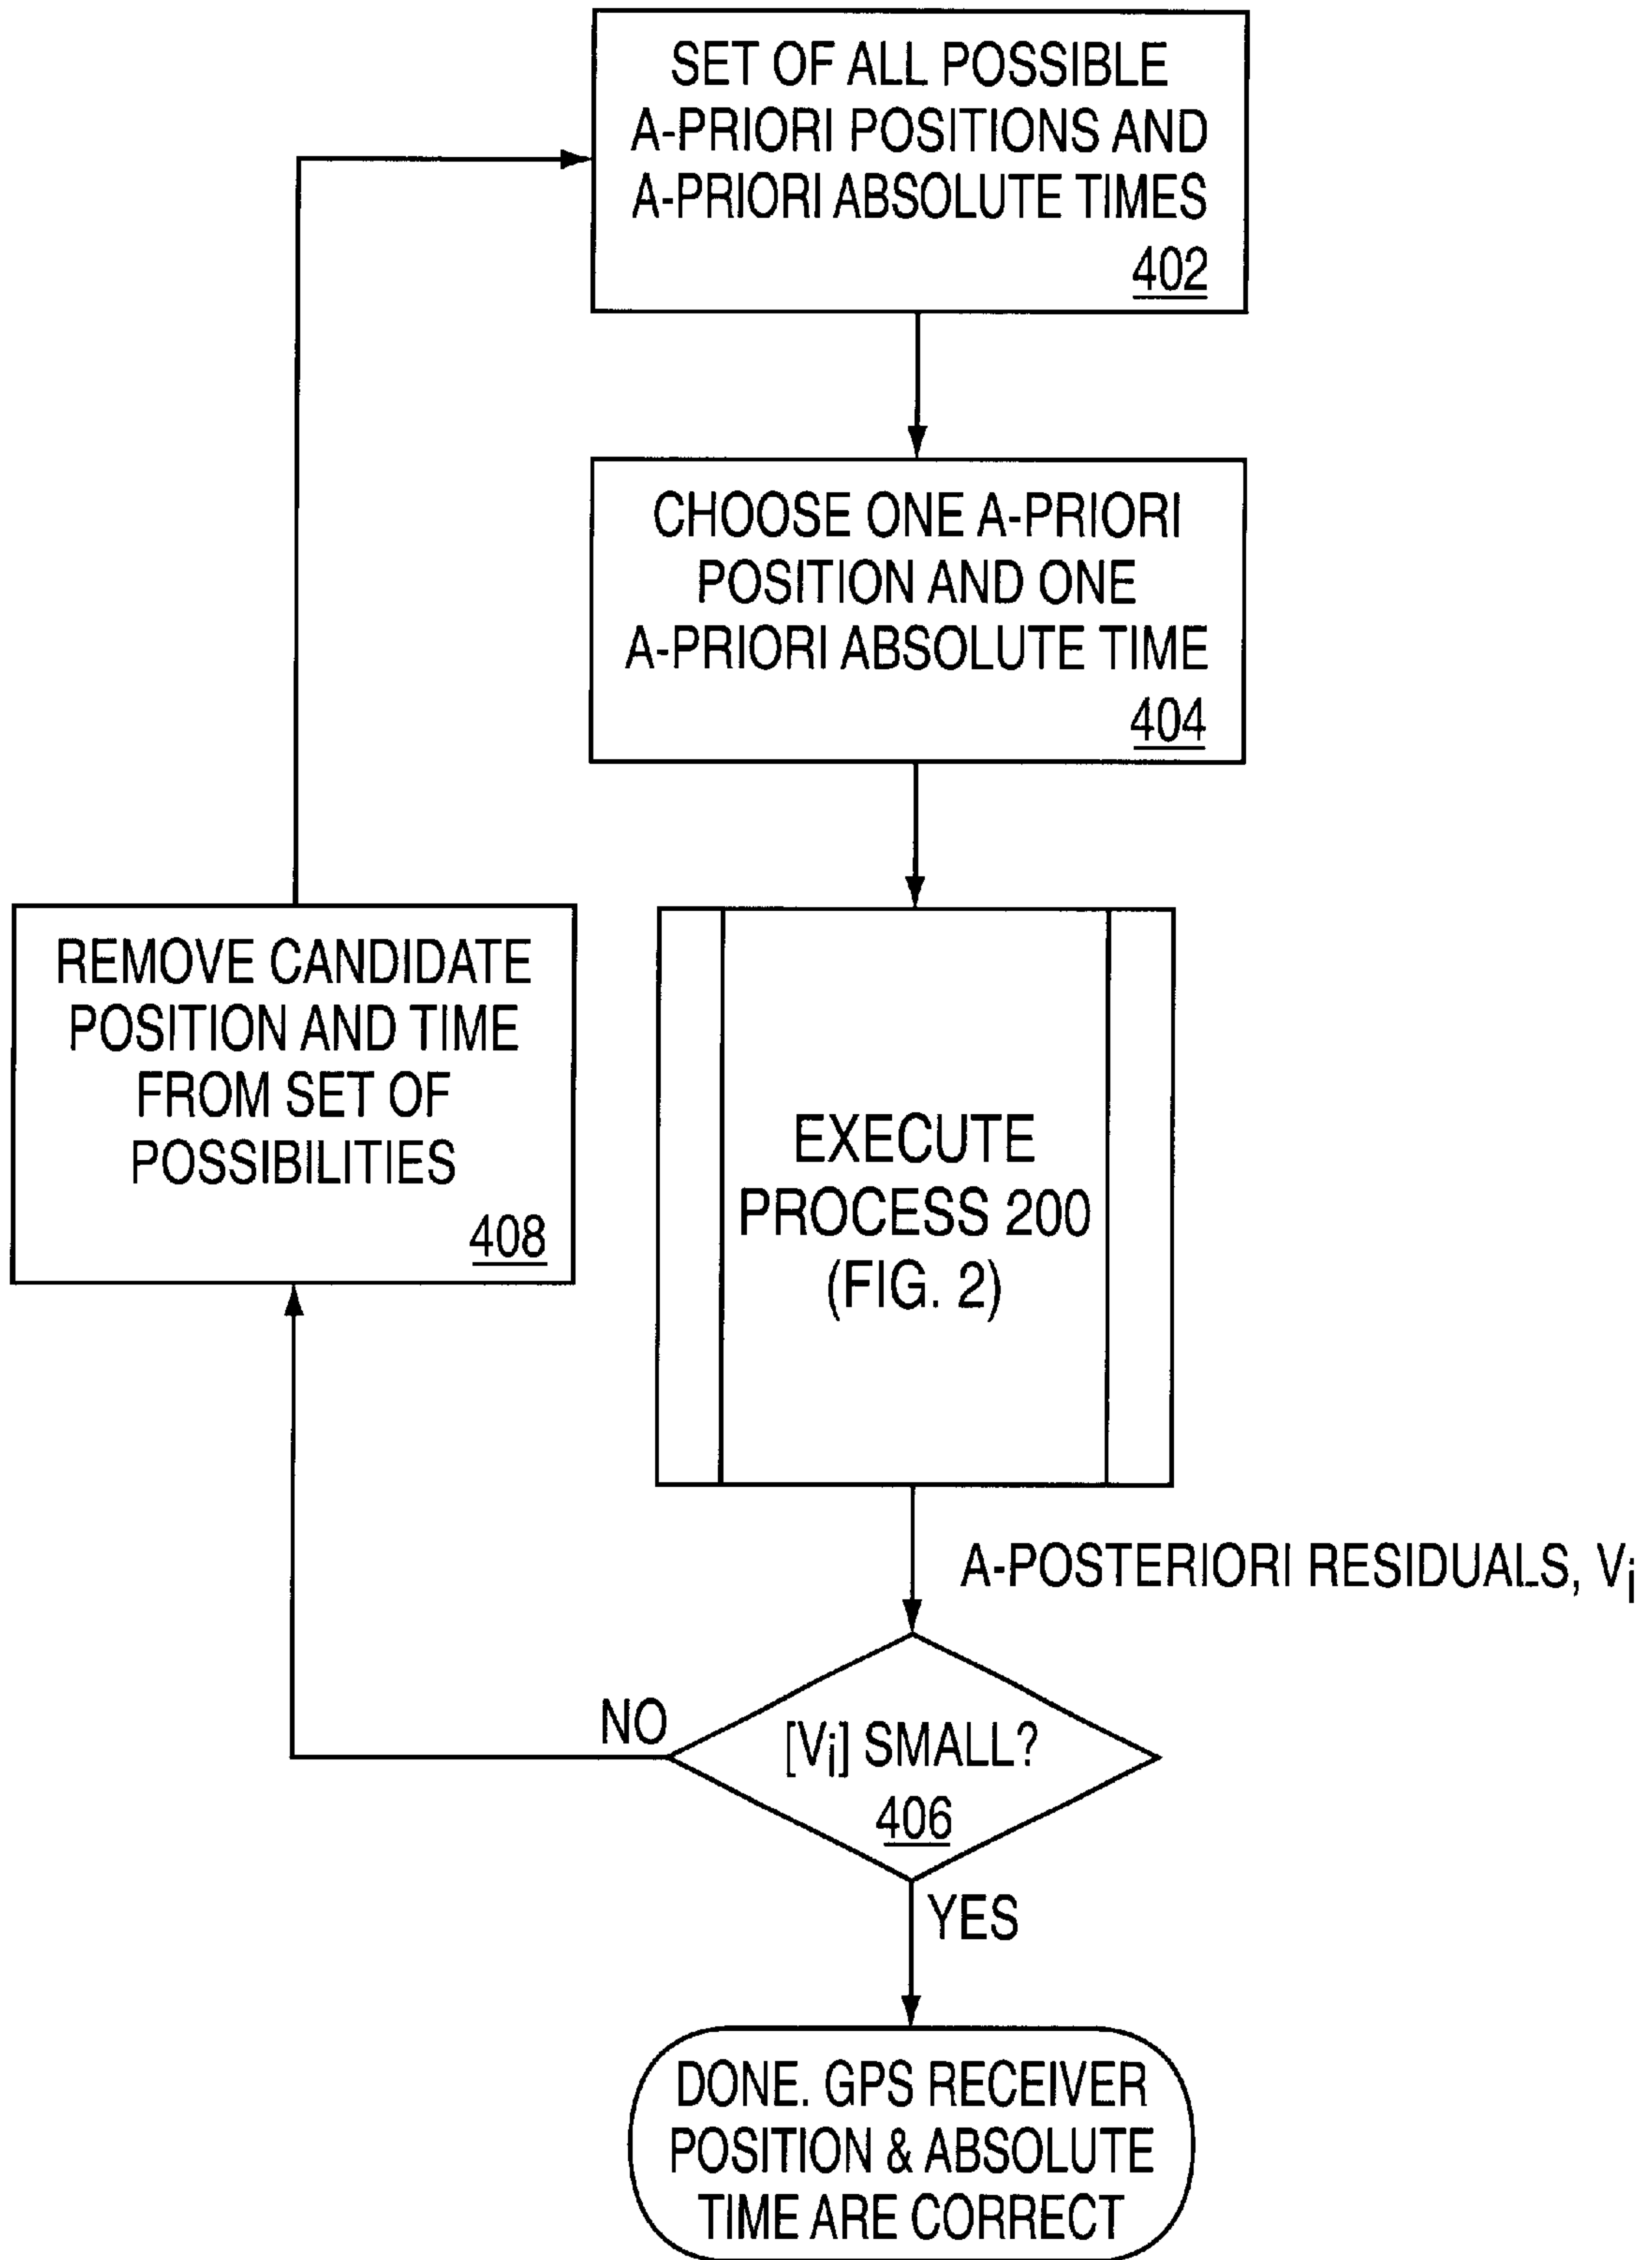 SET OF ALL POSSIBLE
A-PRIORI POSITIONS AND
A-PRIORI ABSOLUTE TIMES
402
CHOOSE ONE A-PRIORI
POSITION AND ONE
A-PRIORI ABSOLUTE TIME
404
REMOVE CANDIDATE
POSITION AND TIME
FROM SET OF
POSSIBILITIES
408
EXECUTE
PROCESS 200
(FIG. 2)
A-POSTERIORI RESIDUALS, Vi
NO
[Vi] SMALL?
406
YES
DONE. GPS RECEIVER
POSITION & ABSOLUTE
TIME ARE CORRECT